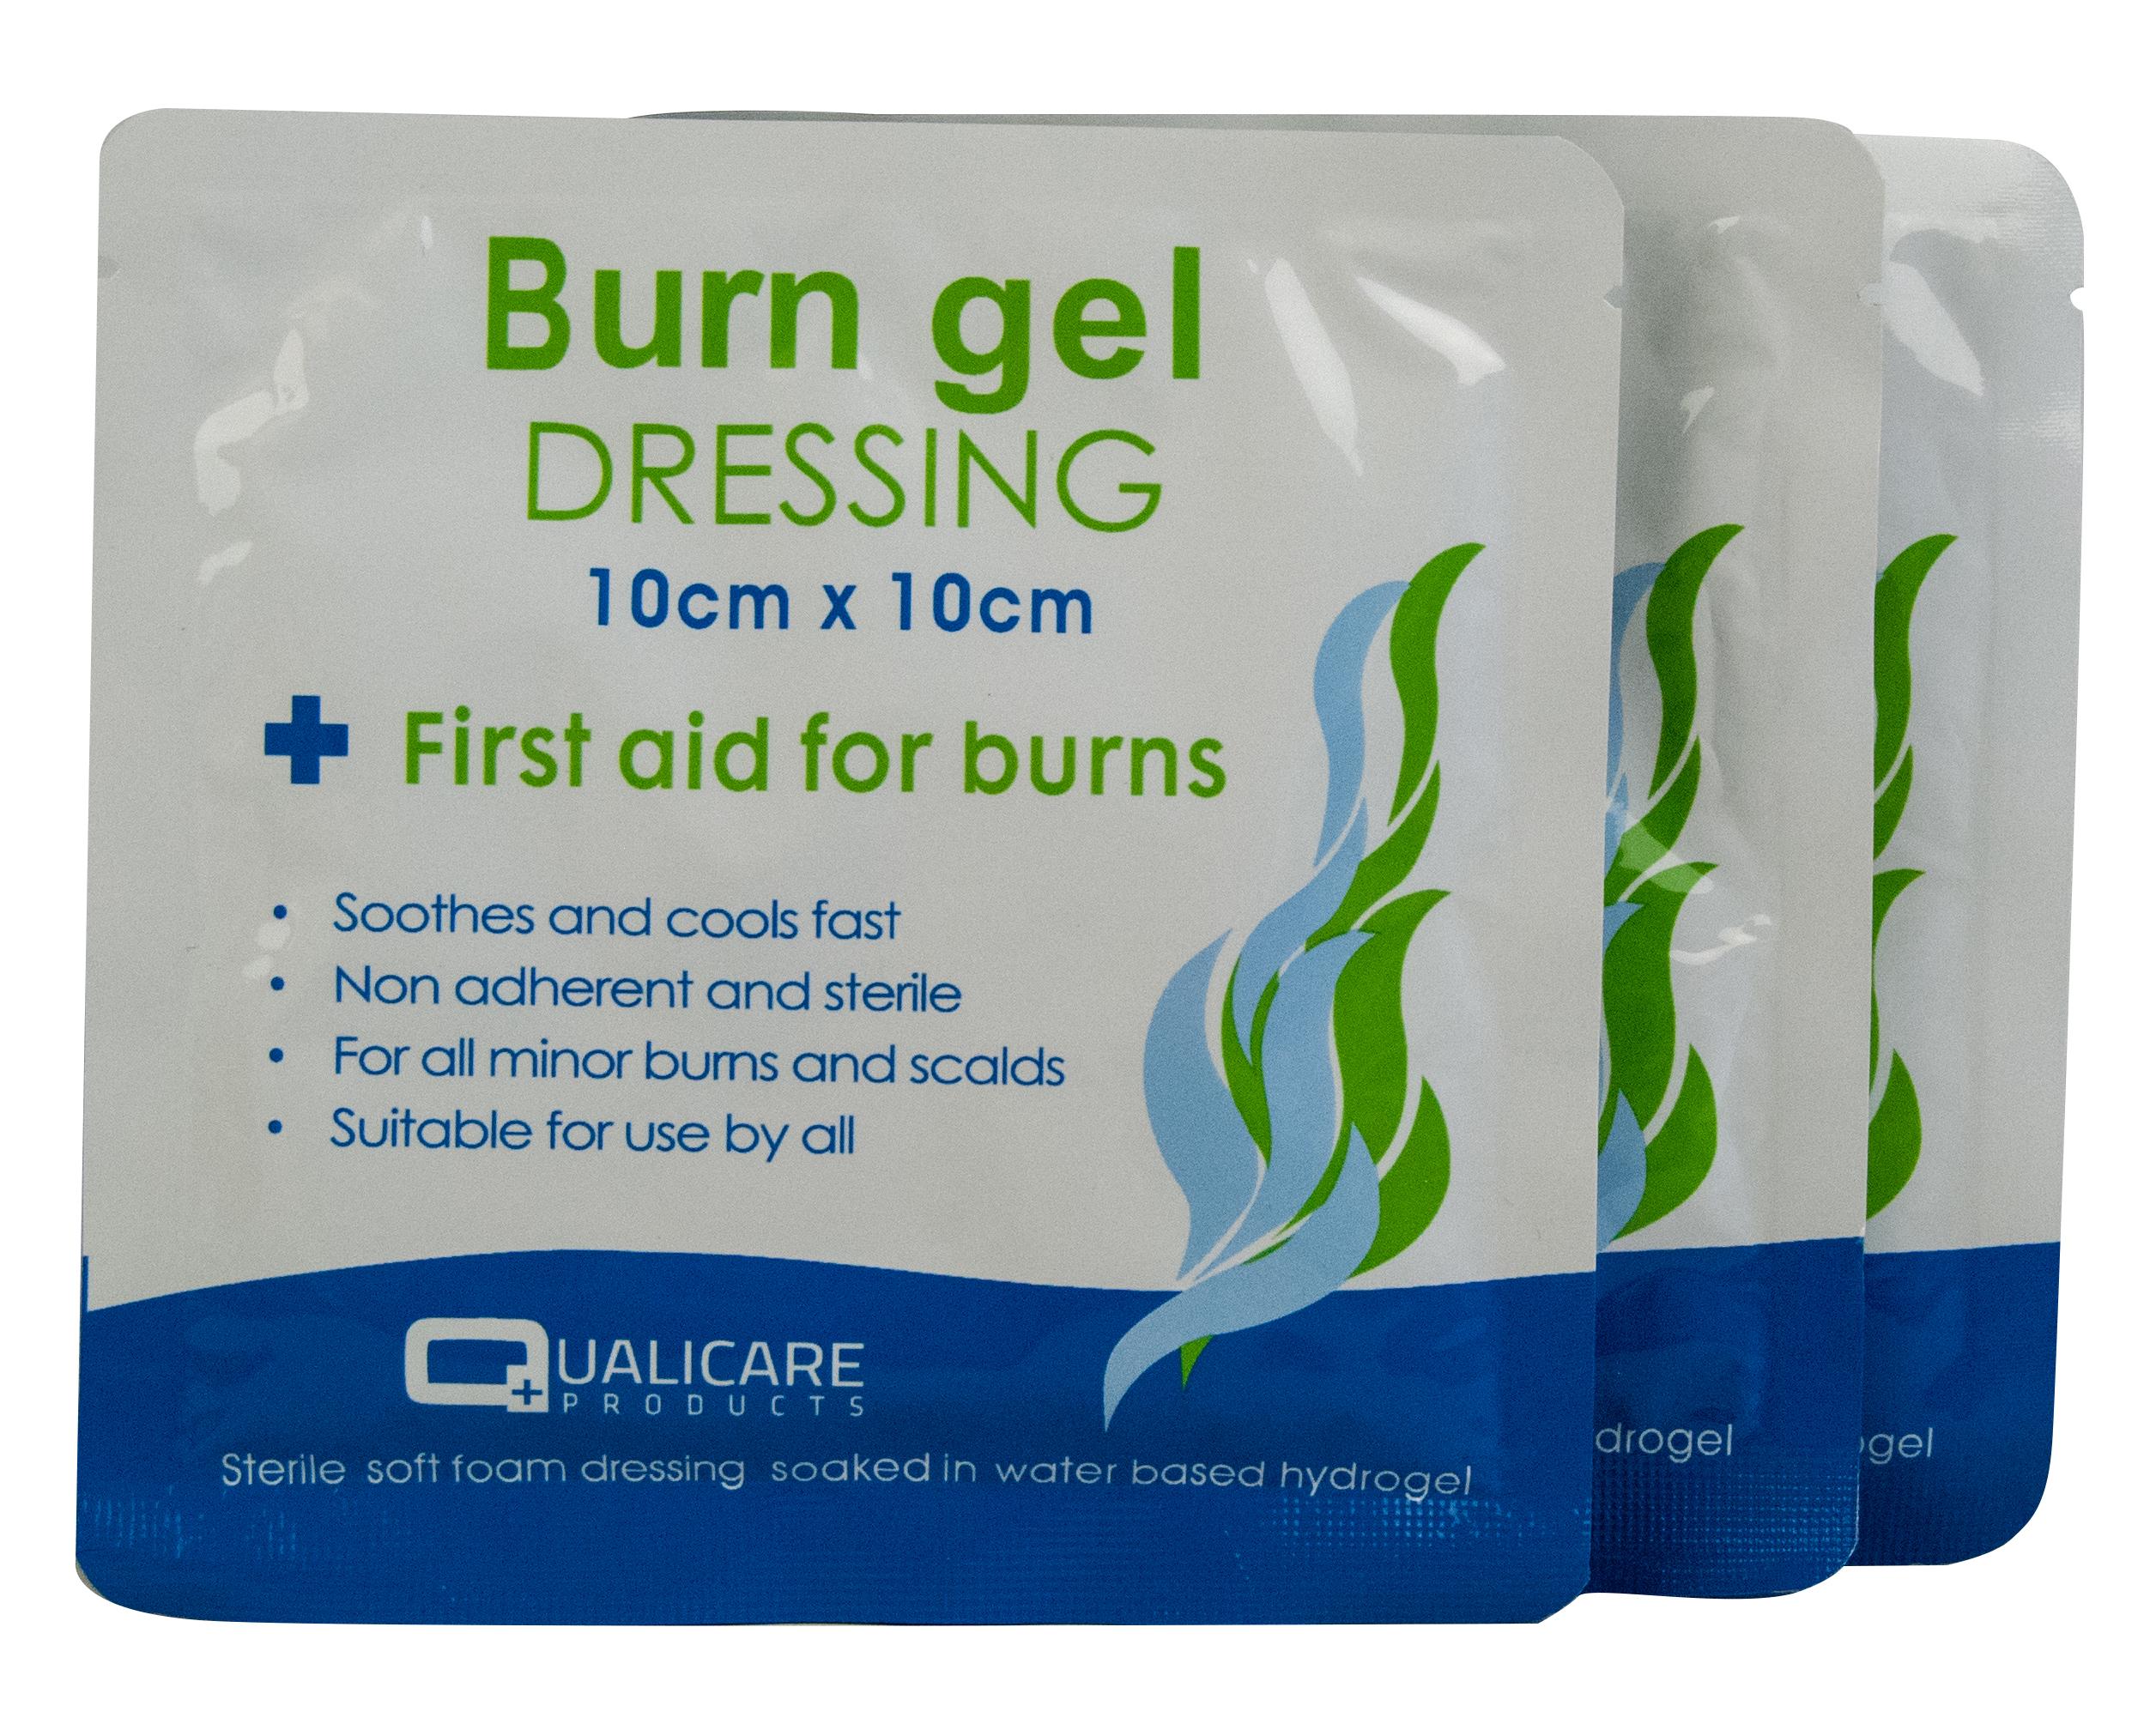 Burn gel
DRESSING
10cm x 10cm
First aid for burns
• Soothes and cools fast
• Non adherent and sterile
• For all minor burns and scalds
• Suitable for use by all
QUALICARE
PRODUCTS
Sterile soft foam dressing soaked in water based hydrogel
drogel
gel